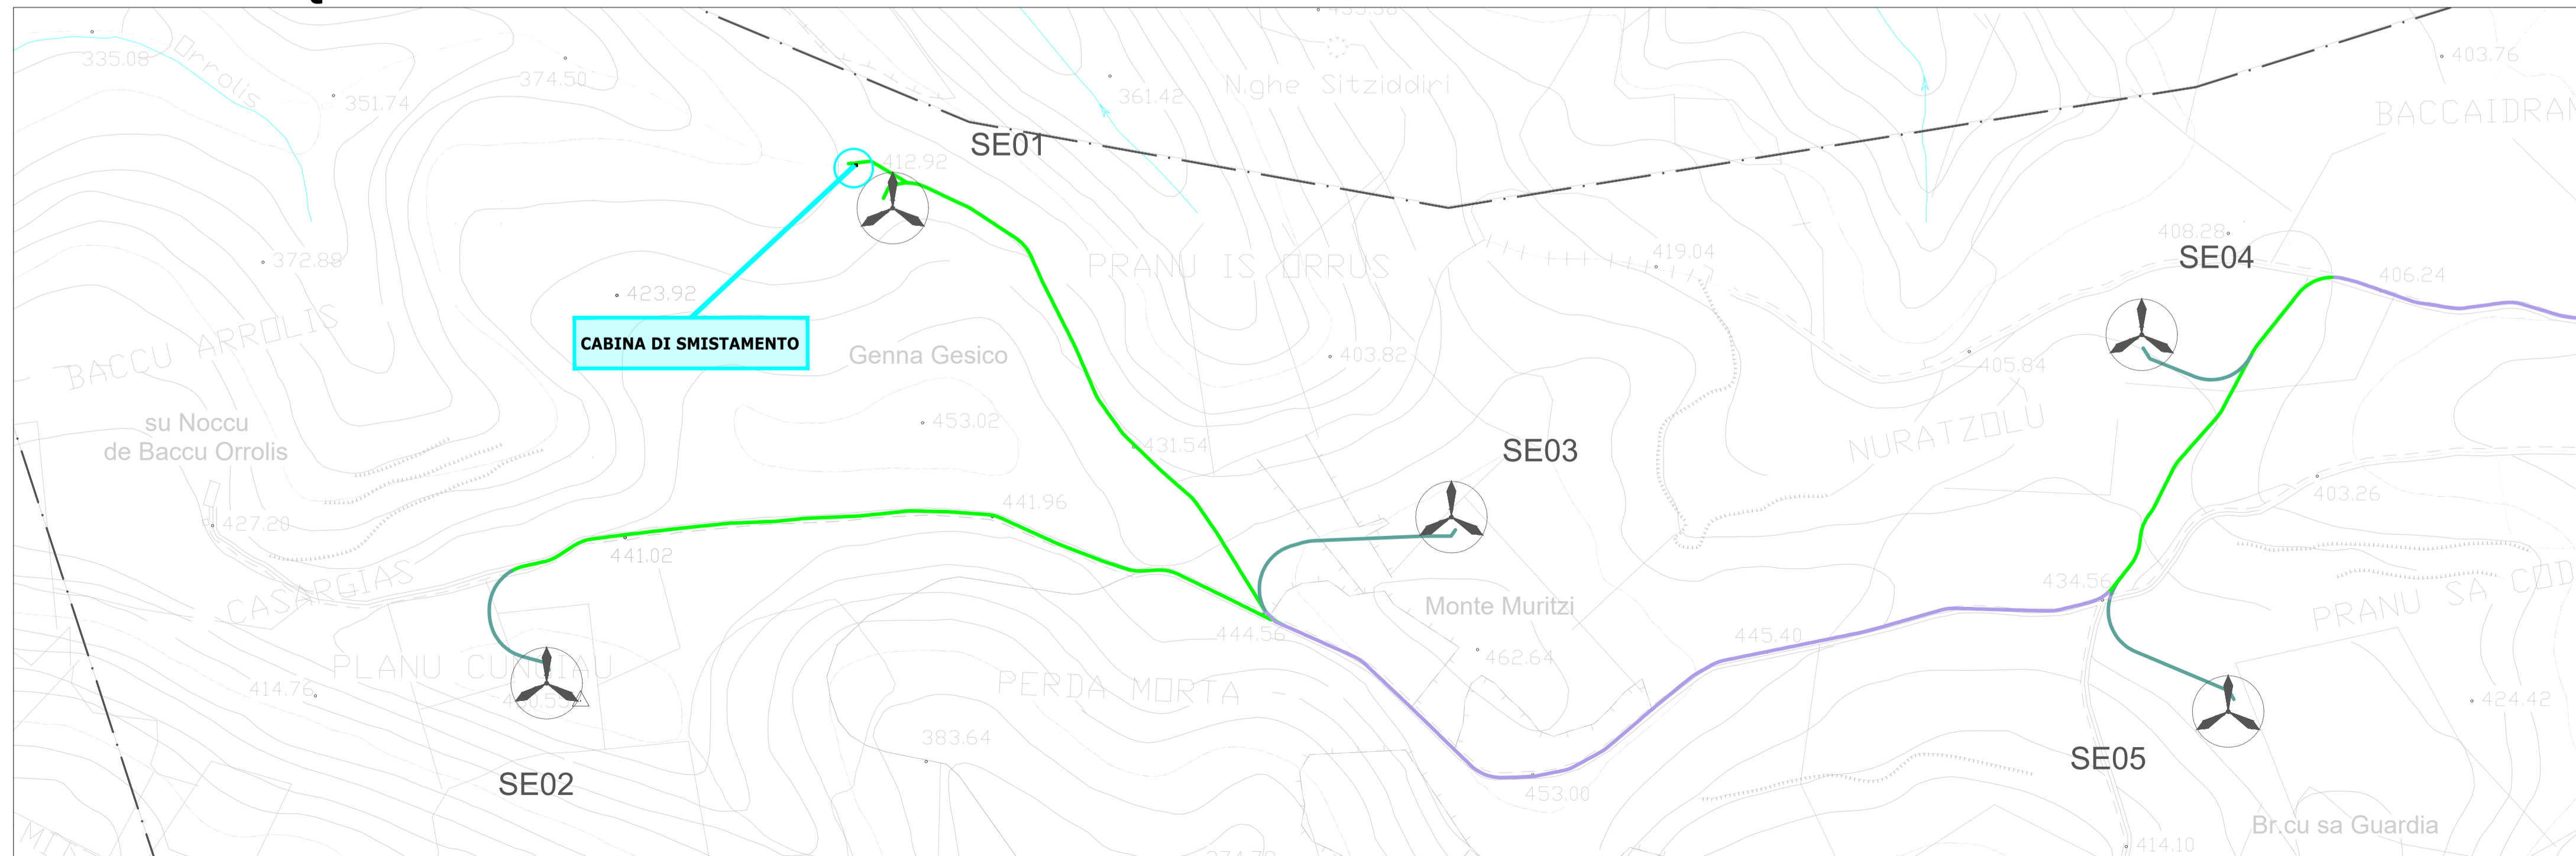 335.08
Orrolis
351.74
374.50
361.42
N.ghe Sitziddiri
403.76
SE01
412.92
372.88
423.92
PRANU IS ORRUS
419.04
408.28
SE04
406.24
BACCU ARROLIS
CABINA DI SMISTAMENTO
Genna Gesico
403.82
405.84
su Noccu
de Baccu Orrolis
453.02
431.54
SE03
NURATZOLU
427.20
441.96
403.26
441.02
CASARGIAS
434.56
PRANU SA
Monte Muritzi
444.56
445.40
462.64
PLANU
414.76
PERDA MORTA
424.42
383.64
SE02
453.00
SE05
Br.cu sa Guardia
414.10